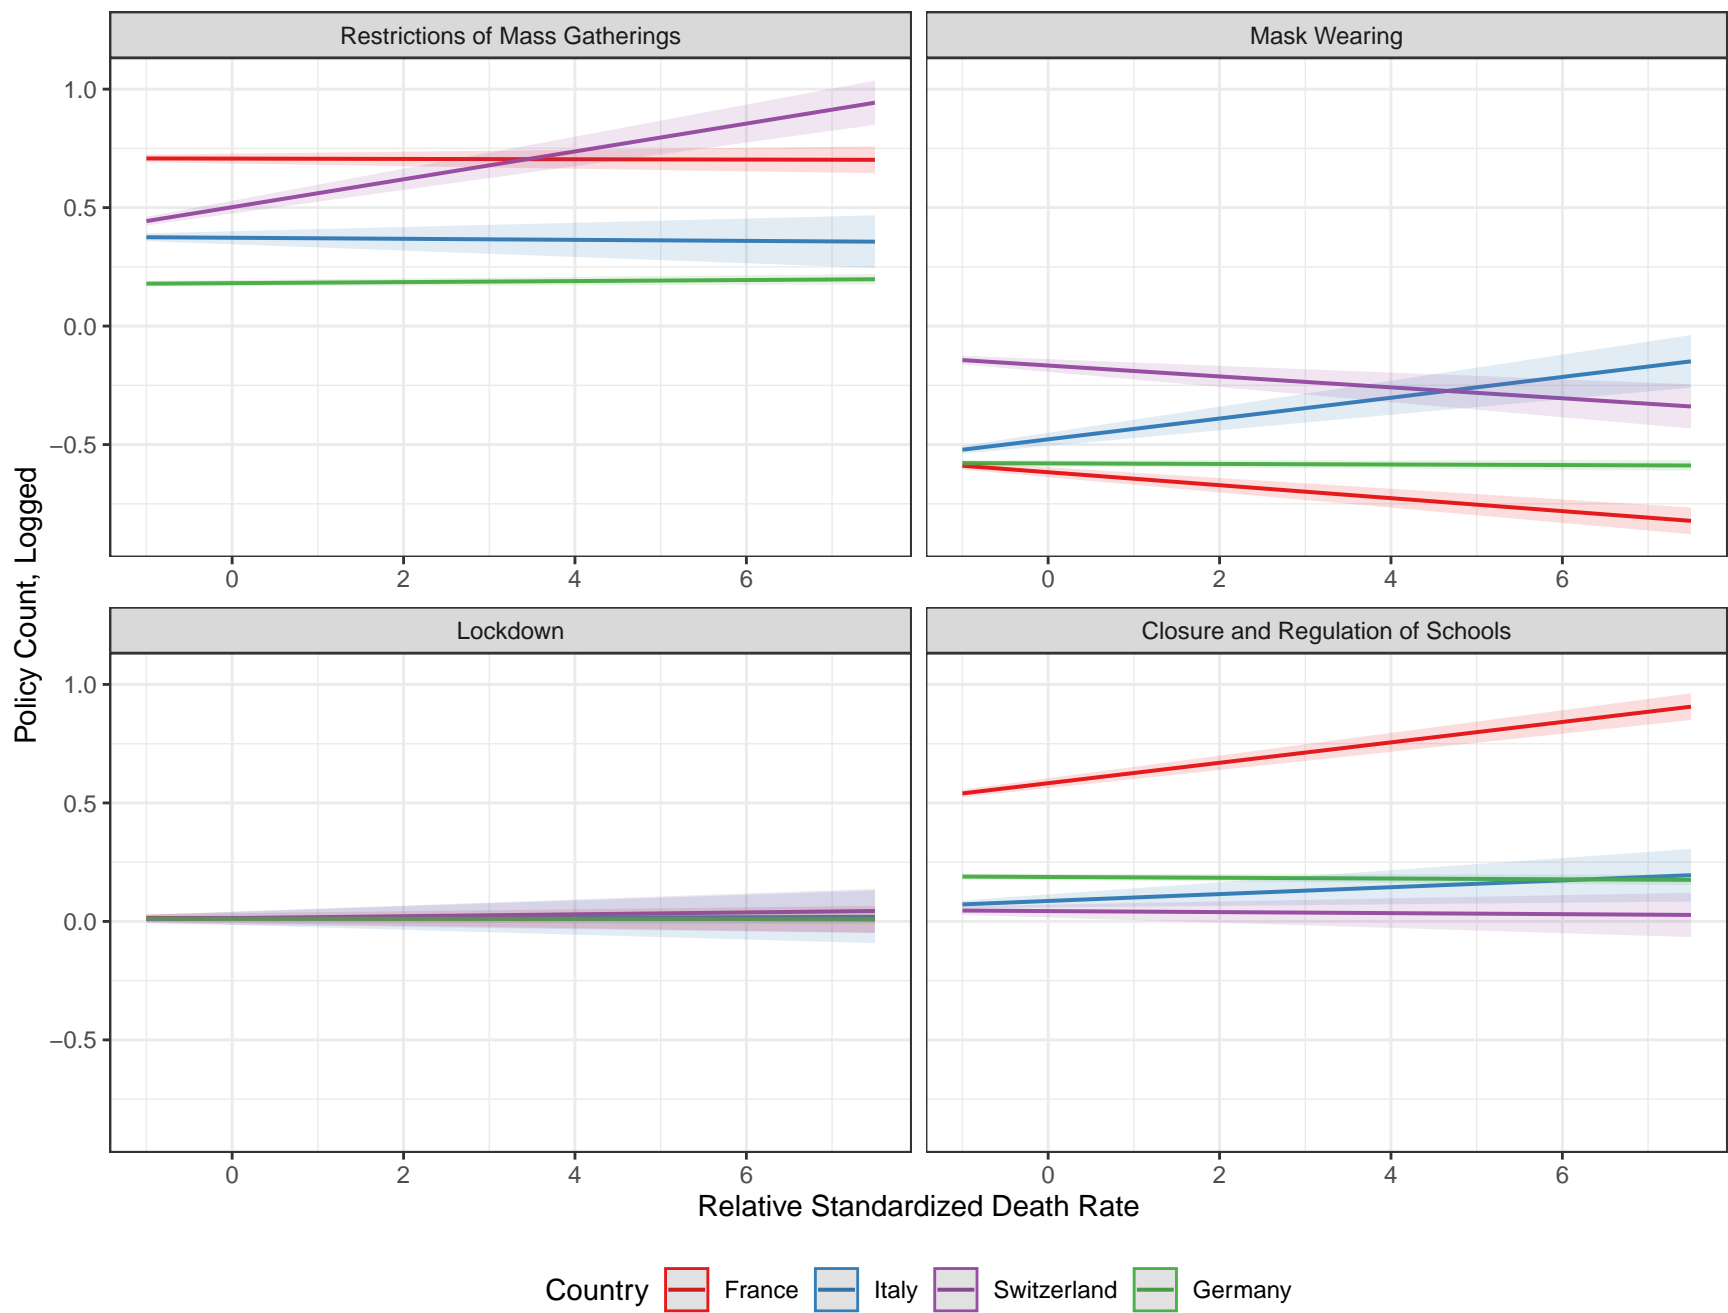 Restrictions of Mass Gatherings
Mask Wearing
1.0
0.5
0.0
−0.5
0 2 4 6
0 2 4 6
Policy Count, Logged
Lockdown
Closure and Regulation of Schools
1.0
0.5
0.0
−0.5
0 2 4 6
0 2 4 6
Relative Standardized Death Rate
Country France Italy Switzerland Germany